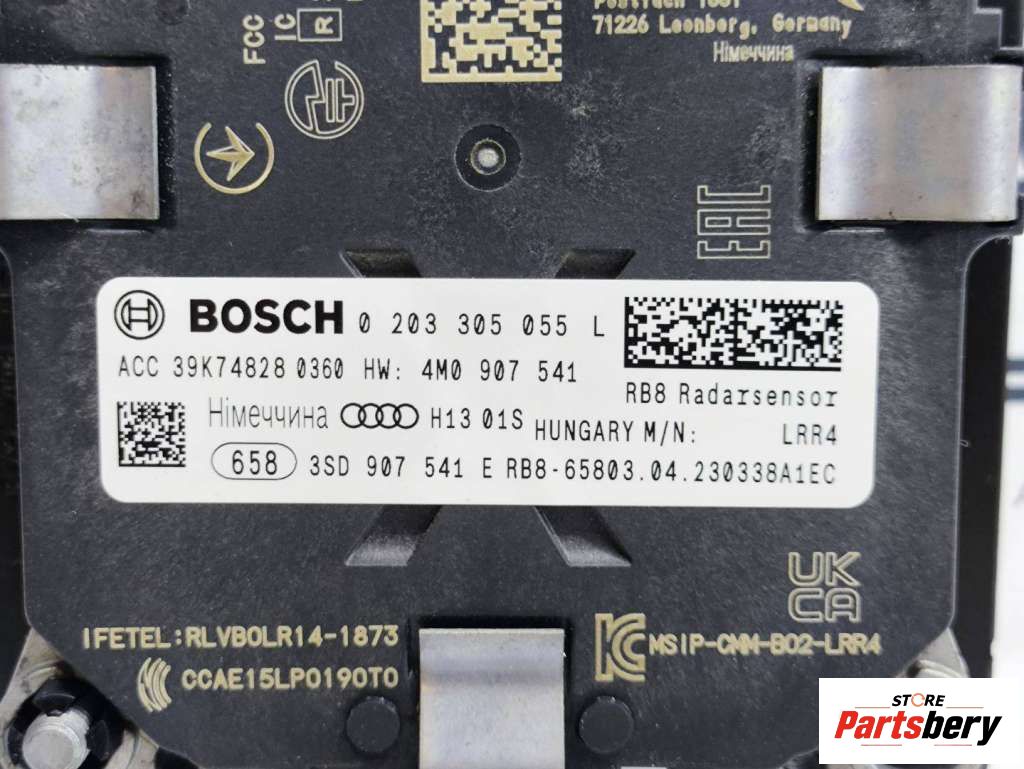 FCC
IC
R
71226 Leonberg, Germany
Німеччина
EAC
BOSCH 0 203 305 055 L
ACC 39K74828 0360 HW: 4M0 907 541
RB8 Radarsensor
Німеччина H13 01S
HUNGARY M/N: LRR4
658 3SD 907 541 E RB8-65803.04.230338A1EC
UK
CA
IFETEL:RLVBOLR14-1873
KC MSIP-CMM-B02-LRR4
CCAE15LP0190T0
STORE
Partsbery